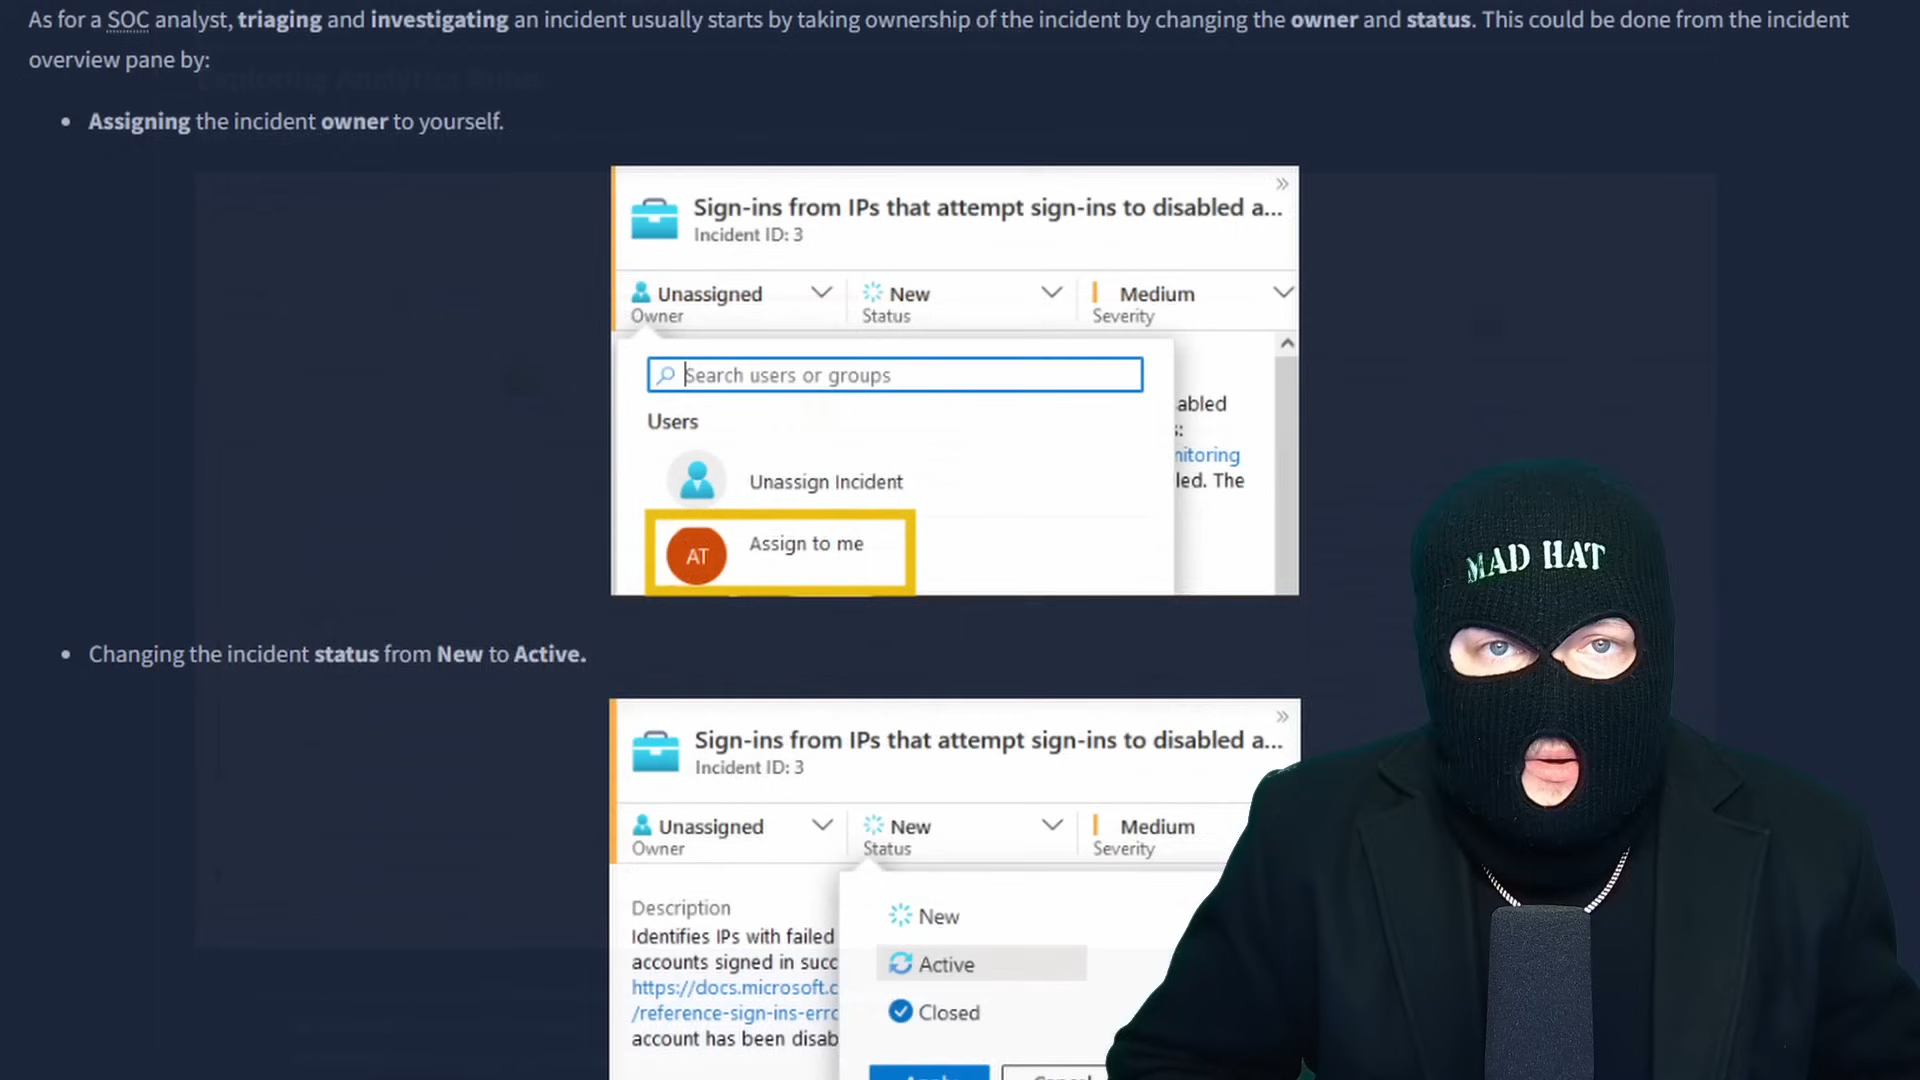 As for a SOC analyst, triaging and investigating an incident usually starts by taking ownership of the incident by changing the owner and status. This could be done from the incident
overview pane by:
• Assigning the incident owner to yourself.
Sign-ins from IPs that attempt sign-ins to disabled a...
Incident ID: 3
Unassigned New Medium
Owner Status Severity
Search users or groups
Users
abled
s:
nitoring
led. The
Unassign Incident
AT Assign to me
• Changing the incident status from New to Active.
Sign-ins from IPs that attempt sign-ins to disabled a...
Incident ID: 3
Unassigned New Medium
Owner Status Severity
Description
Identifies IPs with failed
accounts signed in succ
https://docs.microsoft.c
/reference-sign-ins-erro
account has been disab
New
Active
Closed
Apply Cancel
MAD HAT